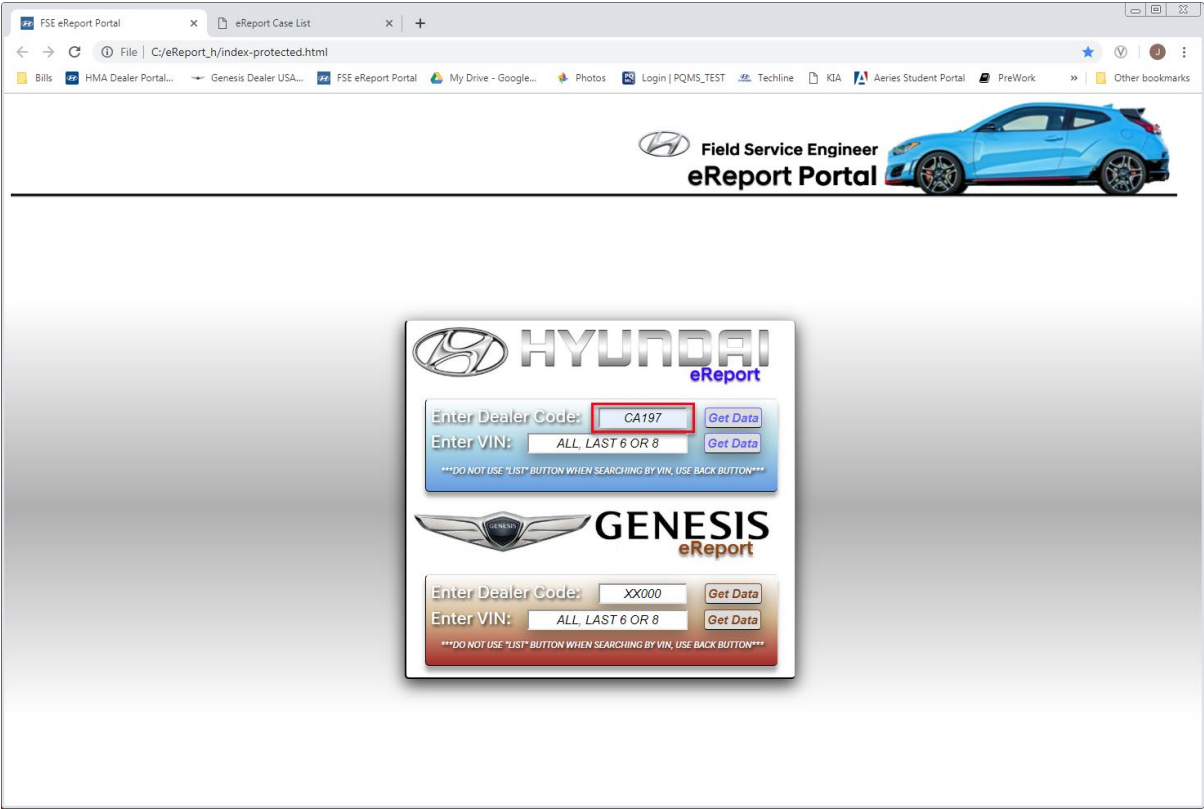 FSE eReport Portal eReport Case List
File | C:/eReport_h/index-protected.html J
Bills HMA Dealer Portal... Genesis Dealer USA... FSE eReport Portal My Drive - Google... Photos PQ Login | PQMS_TEST Techline KIA Aeries Student Portal PreWork » Other bookmarks
Field Service Engineer
eReport Portal
HYUNDAI
eReport
Enter Dealer Code: CA197 Get Data
Enter VIN: ALL, LAST 6 OR 8 Get Data
***DO NOT USE "LIST" BUTTON WHEN SEARCHING BY VIN, USE BACK BUTTON***
GENESIS GENESIS
eReport
Enter Dealer Code: XX000 Get Data
Enter VIN: ALL, LAST 6 OR 8 Get Data
***DO NOT USE "LIST" BUTTON WHEN SEARCHING BY VIN, USE BACK BUTTON***